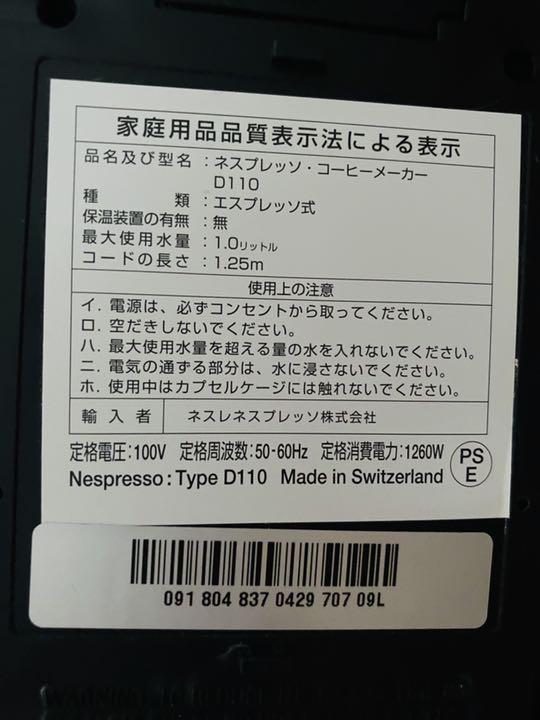 家庭用品品質表示法による表示
品名及び型名：ネスプレッソ・コーヒーメーカー
D110
種　　　類：エスプレッソ式
保温装置の有無：無
最大使用水量：1.0リットル
コードの長さ：1.25m
使用上の注意
イ. 電源は、必ずコンセントから取ってください。
ロ. 空だきしないでください。
ハ. 最大使用水量を超える量の水を入れないでください。
ニ. 電気の通ずる部分は、水に浸さないでください。
ホ. 使用中はカプセルケージには触れないでください。
輸入者　ネスレネスプレッソ株式会社
定格電圧:100V 定格周波数:50-60Hz 定格消費電力:1260W
Nespresso: Type D110 Made in Switzerland
PS
E
091 804 837 0429 707 09L